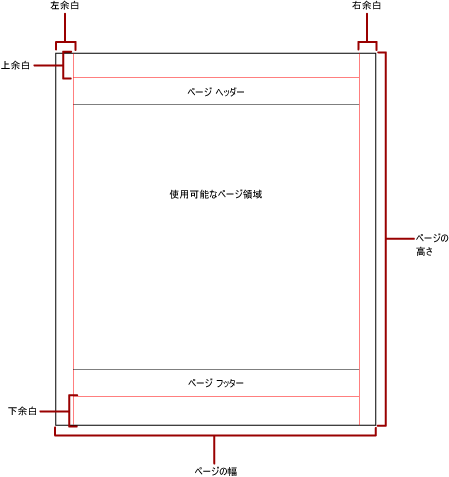 左余白
右余白
上余白
ページ ヘッダー
使用可能なページ領域
ページの
高さ
ページ フッター
下余白
ページの幅